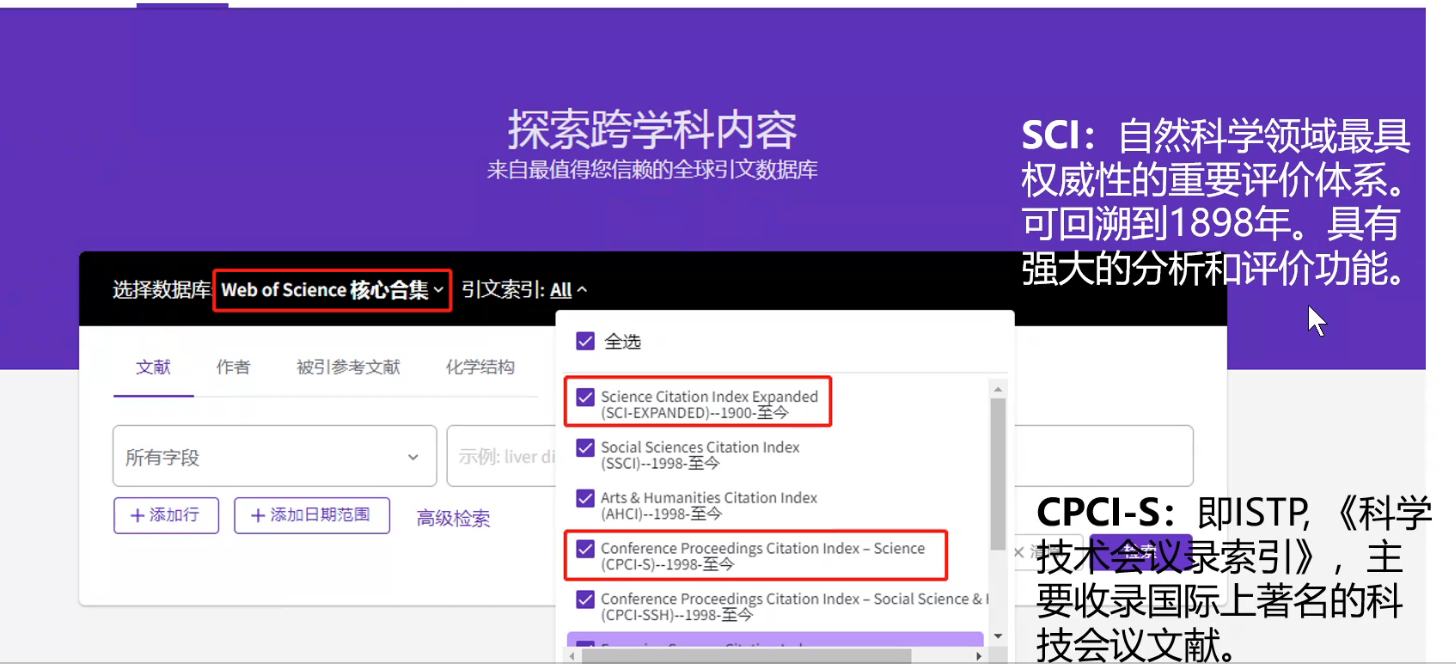 探索跨学科内容
来自最值得您信赖的全球引文数据库
SCI：自然科学领域最具
权威性的重要评价体系。
可回溯到1898年。具有
强大的分析和评价功能。
选择数据库: Web of Science 核心合集 引文索引: All
全选
文献 作者 被引参考文献 化学结构
Science Citation Index Expanded
(SCI-EXPANDED)--1900-至今
Social Sciences Citation Index
(SSCI)--1998-至今
Arts & Humanities Citation Index
(AHCI)--1998-至今
Conference Proceedings Citation Index – Science
(CPCI-S)--1998-至今
Conference Proceedings Citation Index – Social Science &
(CPCI-SSH)--1998-至今
所有字段
示例: liver di
+ 添加行
+ 添加日期范围
高级检索
CPCI-S：即ISTP, 《科学
技术会议录索引》，主
要收录国际上著名的科
技会议文献。